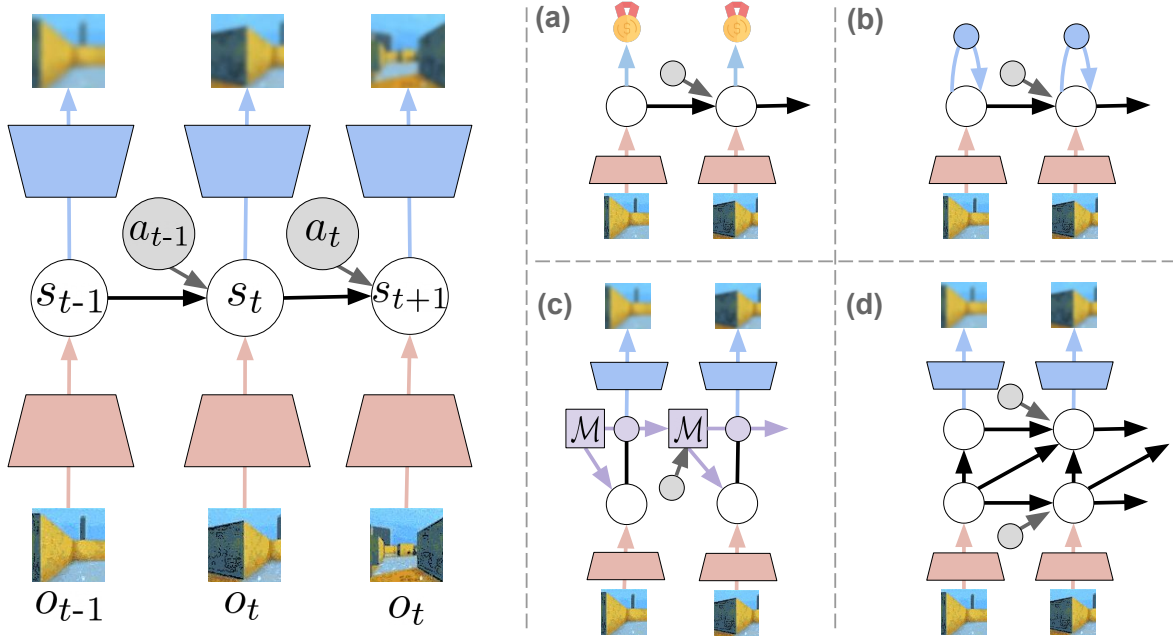 a_{t-1}
a_t
s_{t-1}
s_t
s_{t+1}
o_{t-1}
o_t
o_t
(a)
$
$
(b)
(c)
M
M
(d)